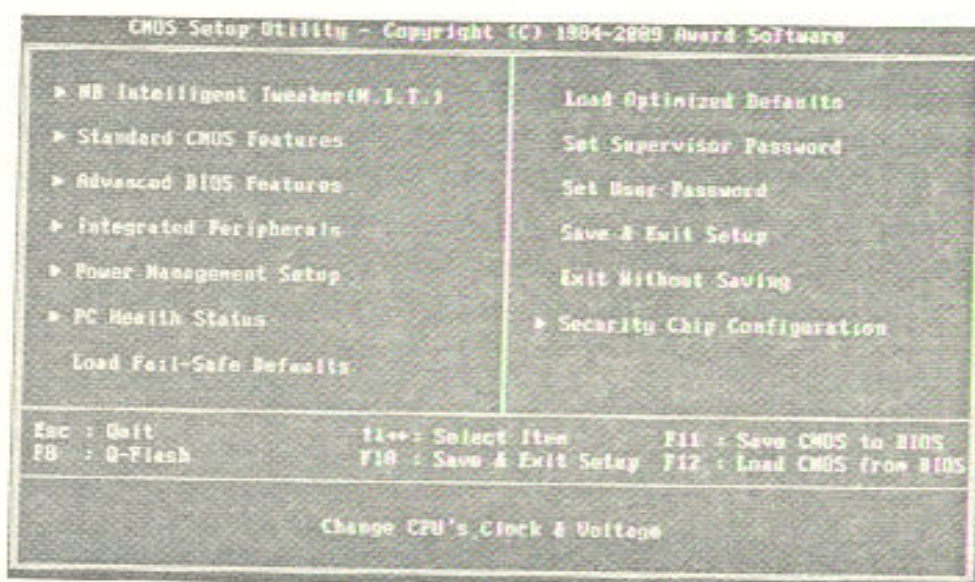 CMOS Setup Utility - Copyright (C) 1984-2009 Award Software
▶ MB Intelligent Tweaker(M.I.T.)
▶ Standard CMOS Features
▶ Advanced BIOS Features
▶ Integrated Peripherals
▶ Power Management Setup
▶ PC Health Status
Load Fail-Safe Defaults
Load Optimized Defaults
Set Supervisor Password
Set User Password
Save & Exit Setup
Exit Without Saving
▶ Security Chip Configuration
Esc : Quit
F8 : Q-Flash
: Select Item
F10 : Save & Exit Setup
F11 : Save CMOS to BIOS
F12 : Load CMOS from BIOS
Change CPU's Clock & Voltage